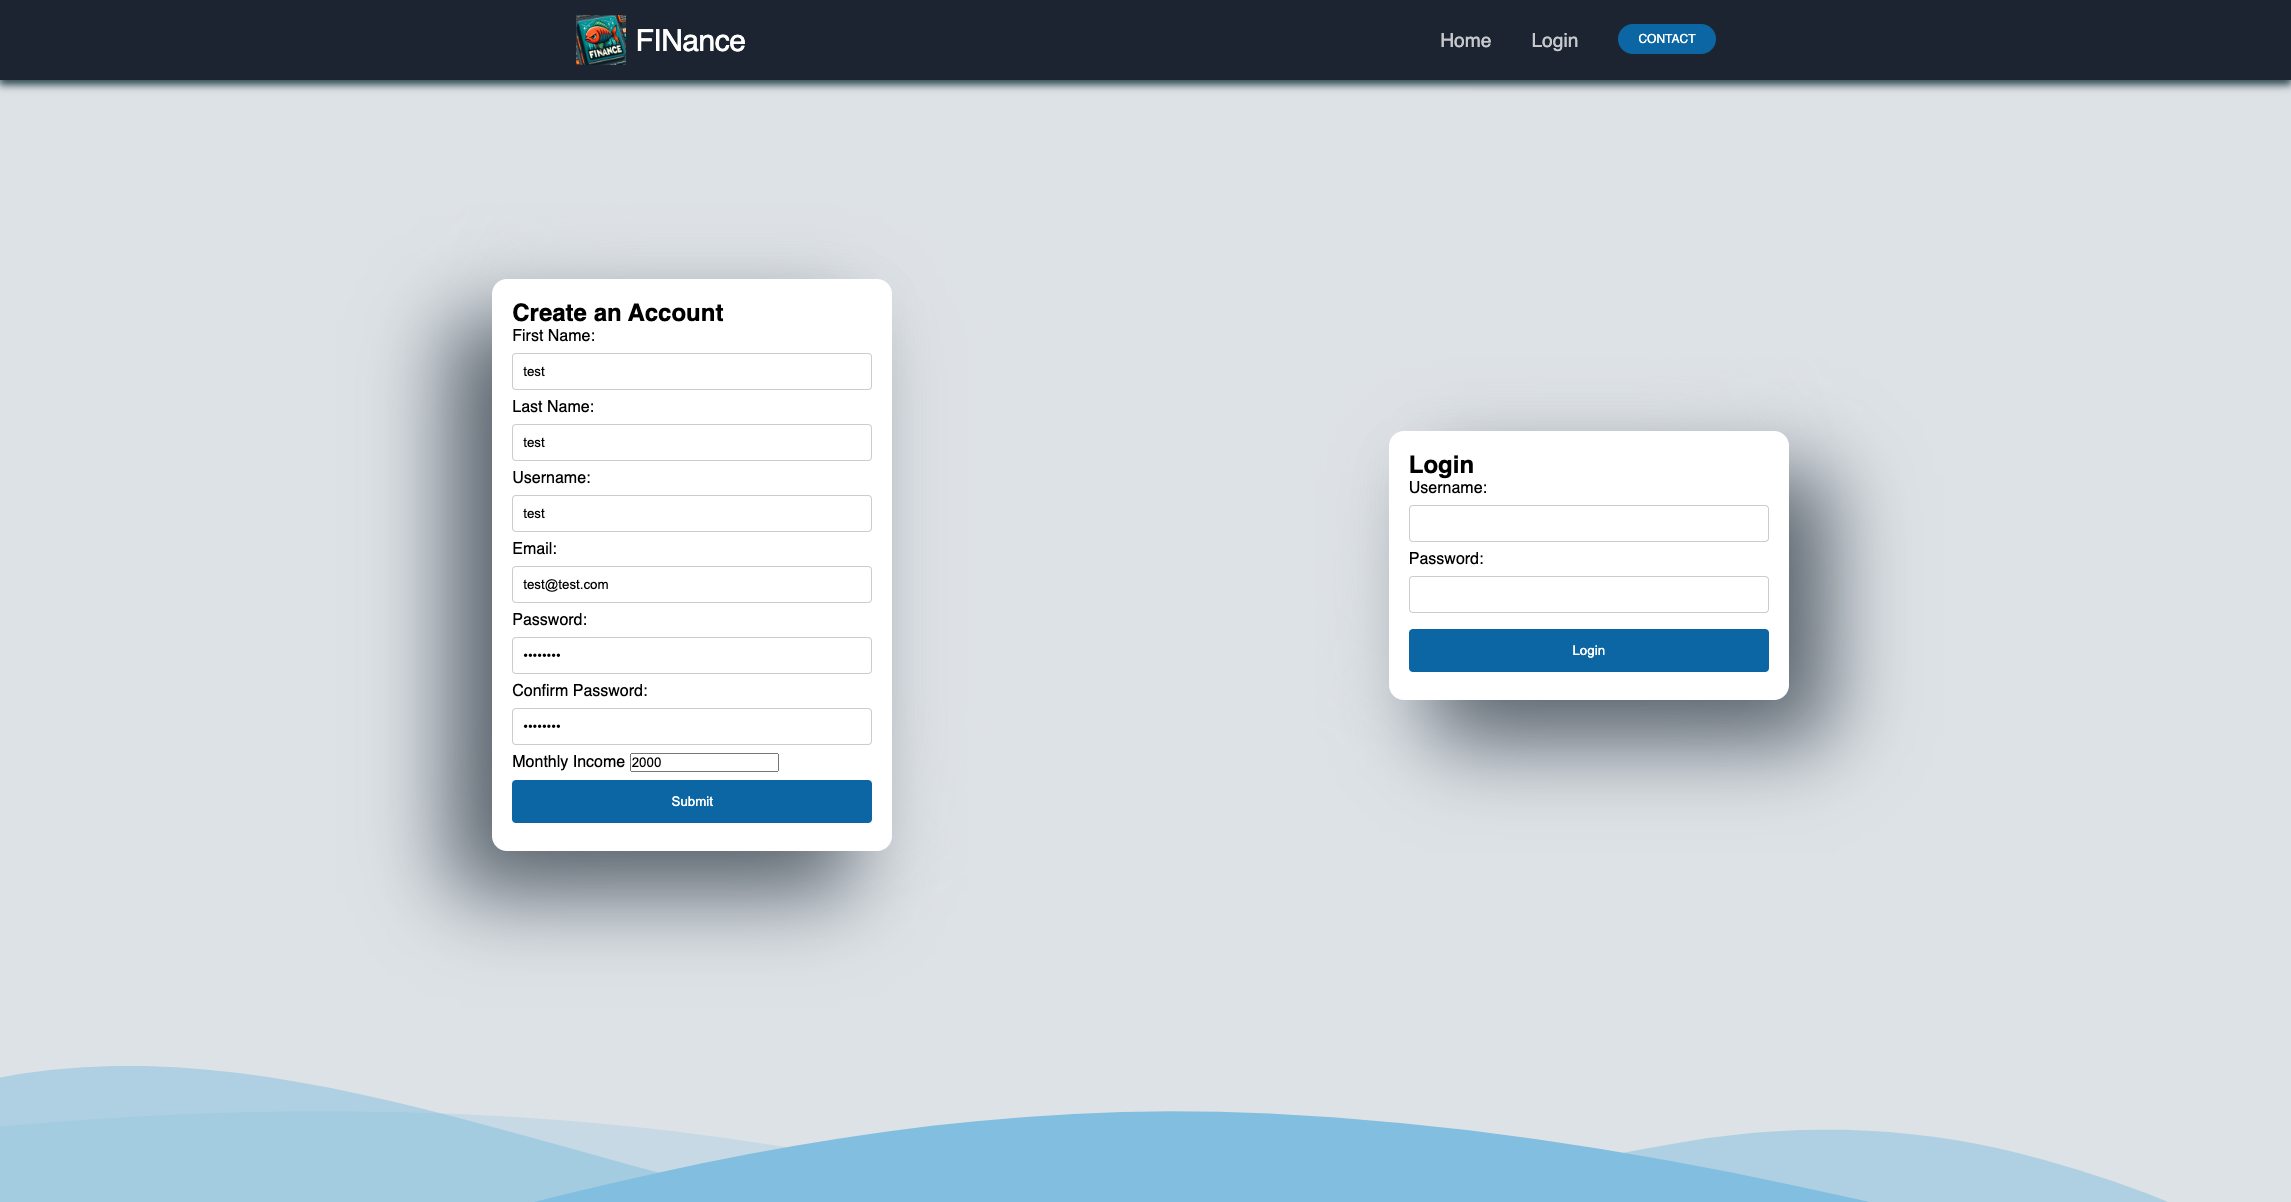 FINANCE
FINance
Home
Login
CONTACT
Create an Account
First Name:
test
Last Name:
test
Username:
test
Email:
test@test.com
Password:
••••••••
Confirm Password:
••••••••
Monthly Income 2000
Submit
Login
Username:
Password:
Login